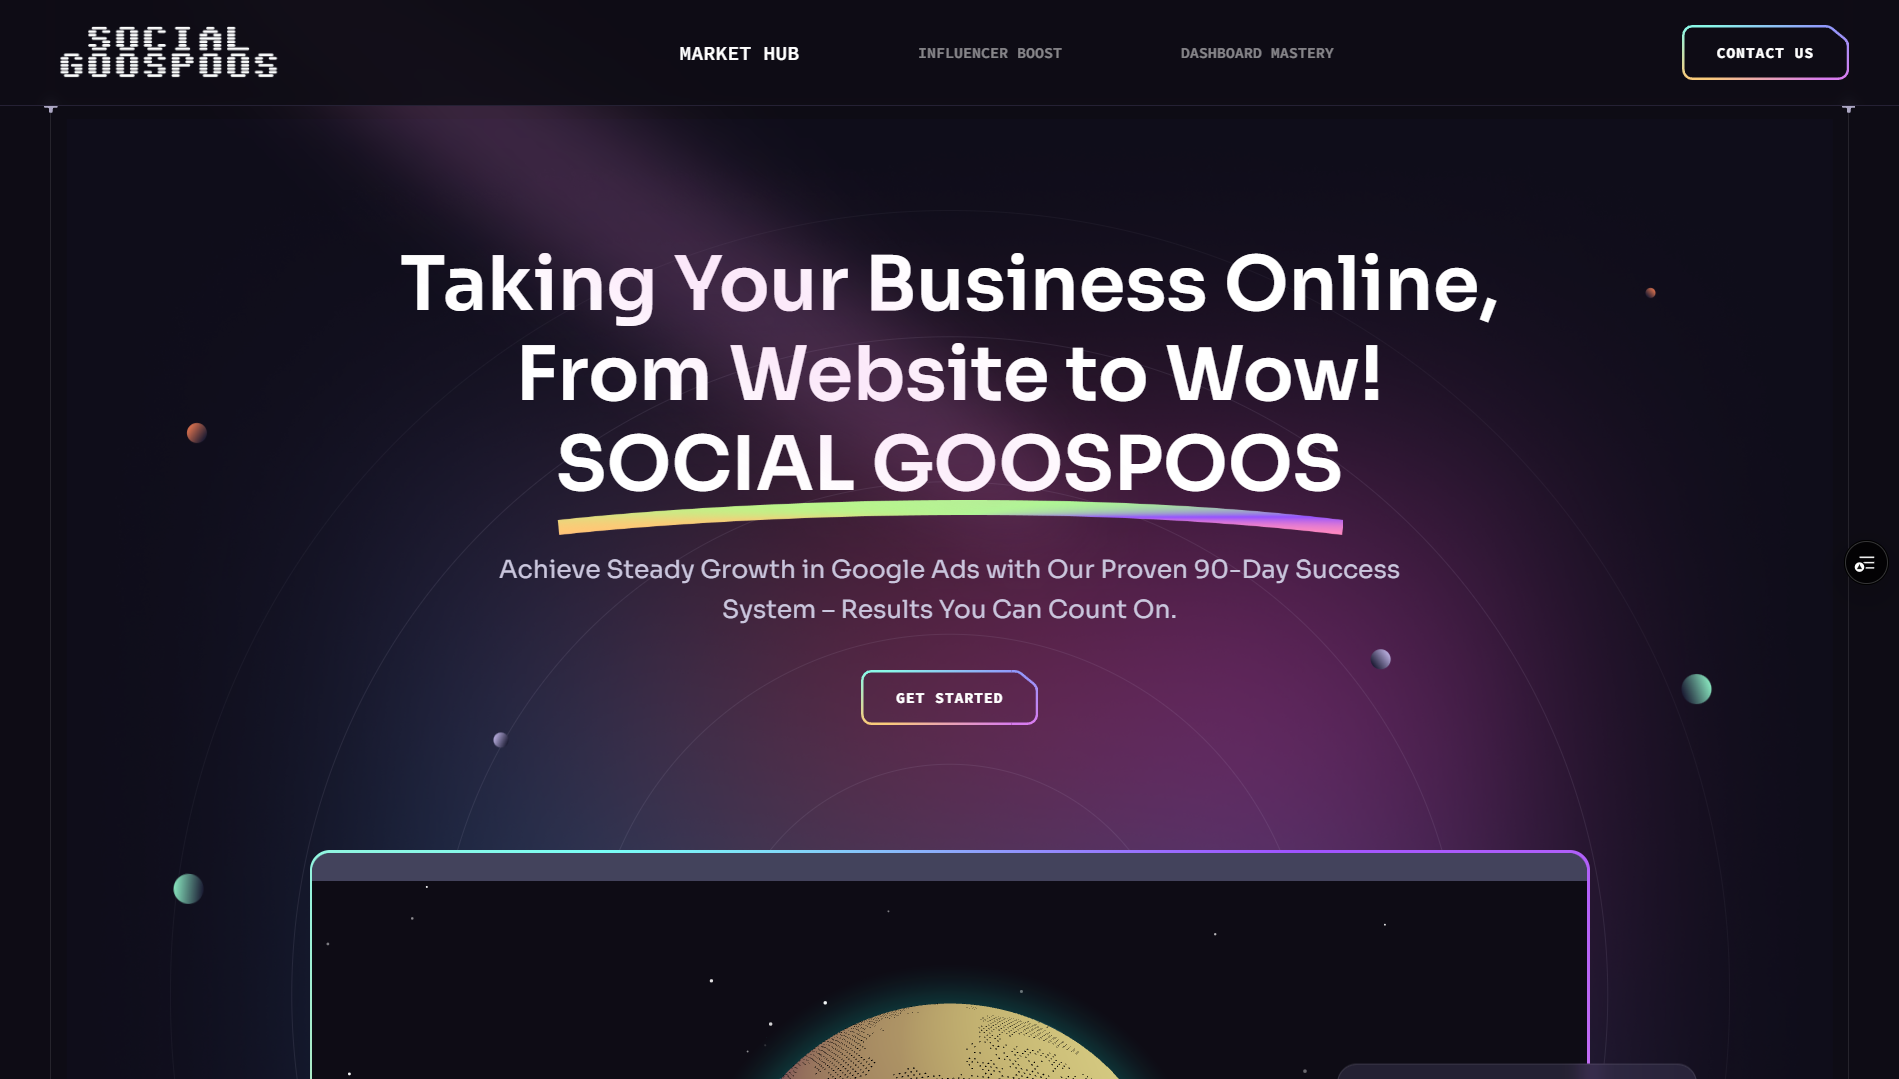 SOCIAL
GOOSPOOS
MARKET HUB
INFLUENCER BOOST
DASHBOARD MASTERY
CONTACT US
Taking Your Business Online,
From Website to Wow!
SOCIAL GOOSPOOS
Achieve Steady Growth in Google Ads with Our Proven 90-Day Success
System – Results You Can Count On.
GET STARTED